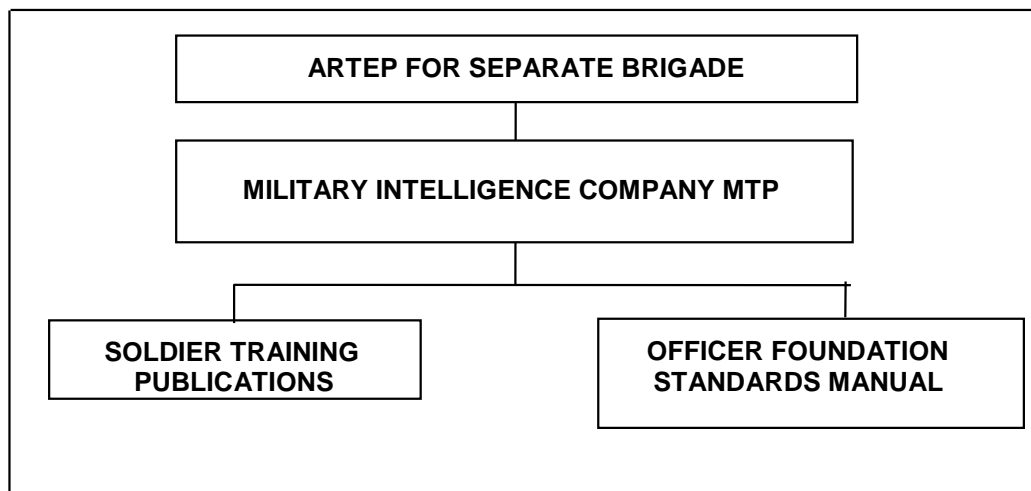 ARTEP FOR SEPARATE BRIGADE
MILITARY INTELLIGENCE COMPANY MTP
SOLDIER TRAINING
PUBLICATIONS
OFFICER FOUNDATION
STANDARDS MANUAL